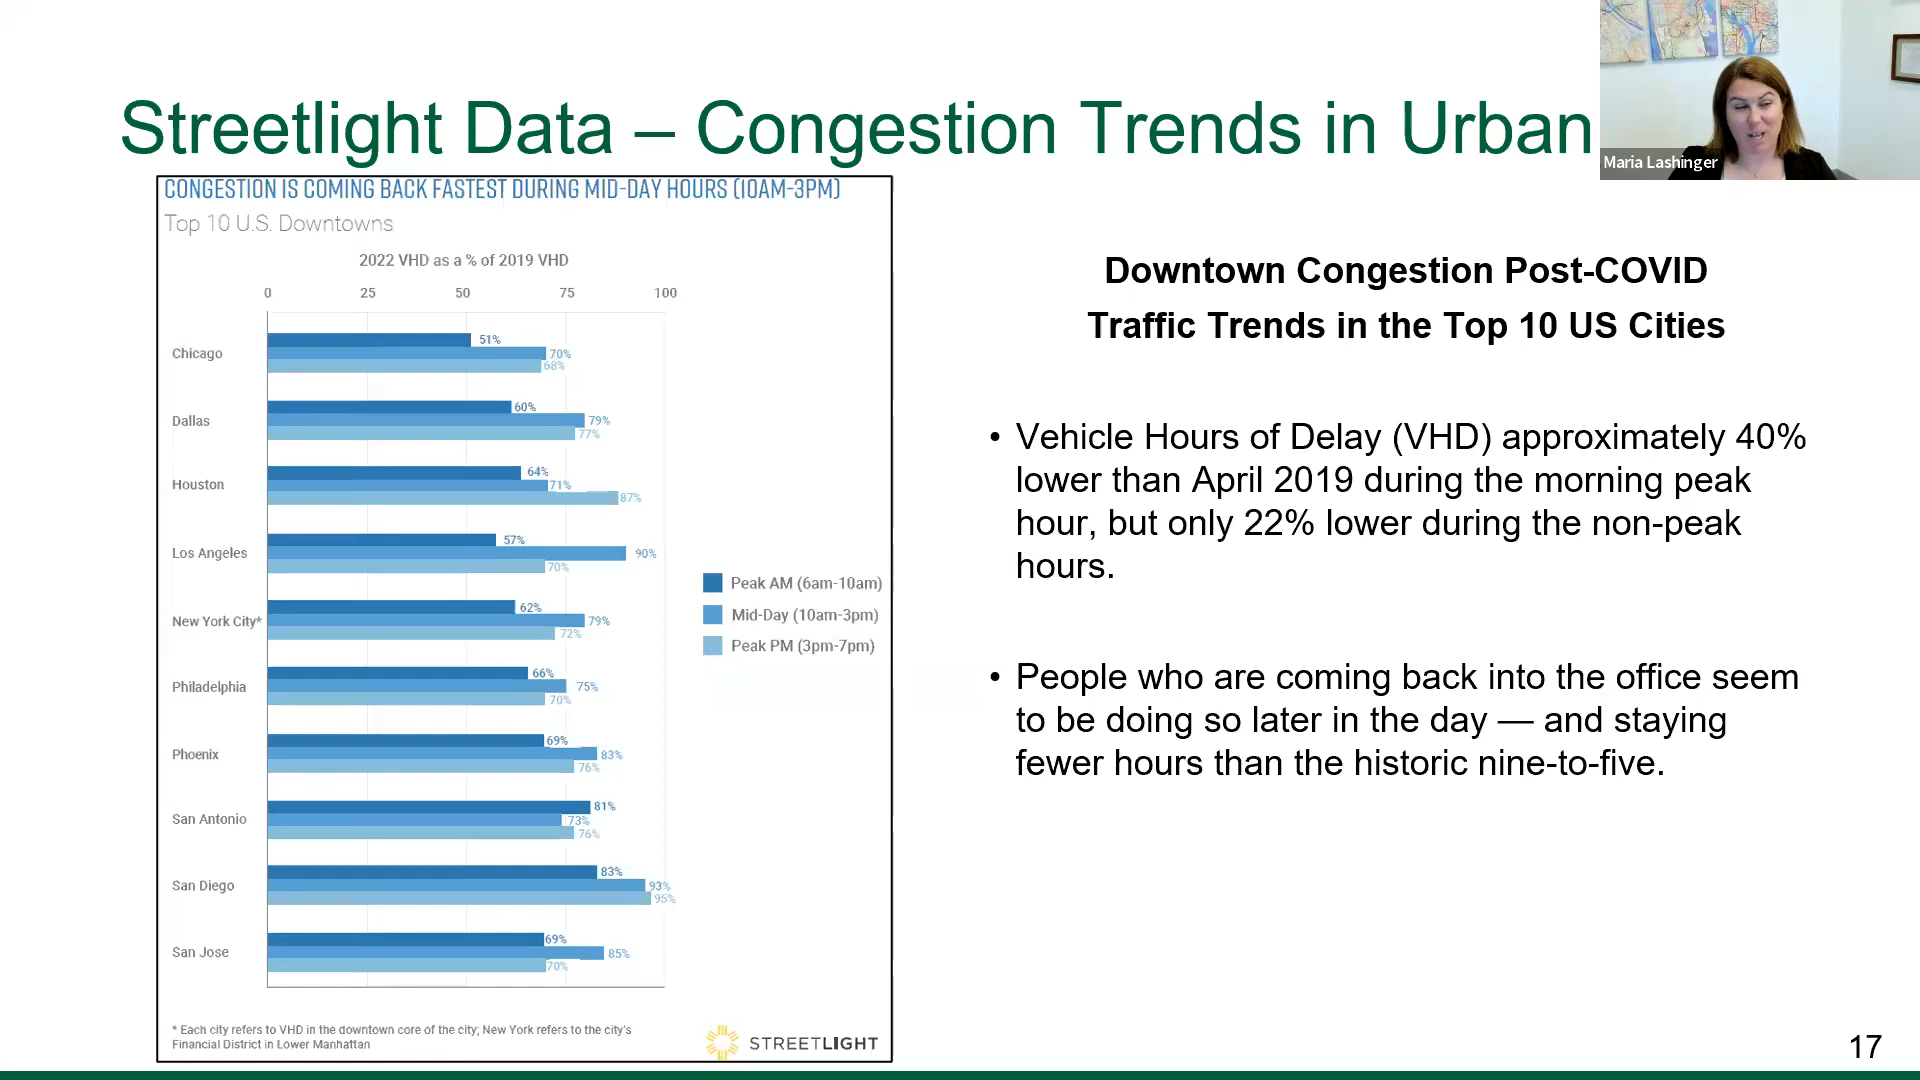 Streetlight Data – Congestion Trends in Urban
Maria Lashinger
CONGESTION IS COMING BACK FASTEST DURING MID-DAY HOURS (10AM-3PM)
Top 10 U.S. Downtowns
2022 VHD as a % of 2019 VHD
0 25 50 75 100
Chicago
51%
70%
68%
Dallas
60%
79%
77%
Houston
64%
71%
87%
Los Angeles
57%
90%
70%
New York City*
62%
79%
72%
Philadelphia
66%
75%
70%
Phoenix
69%
83%
76%
San Antonio
81%
73%
76%
San Diego
83%
93%
95%
San Jose
69%
85%
70%
Peak AM (6am-10am)
Mid-Day (10am-3pm)
Peak PM (3pm-7pm)
* Each city refers to VHD in the downtown core of the city; New York refers to the city's
Financial District in Lower Manhattan
STREETLIGHT
Downtown Congestion Post-COVID
Traffic Trends in the Top 10 US Cities
• Vehicle Hours of Delay (VHD) approximately 40%
lower than April 2019 during the morning peak
hour, but only 22% lower during the non-peak
hours.
• People who are coming back into the office seem
to be doing so later in the day — and staying
fewer hours than the historic nine-to-five.
17